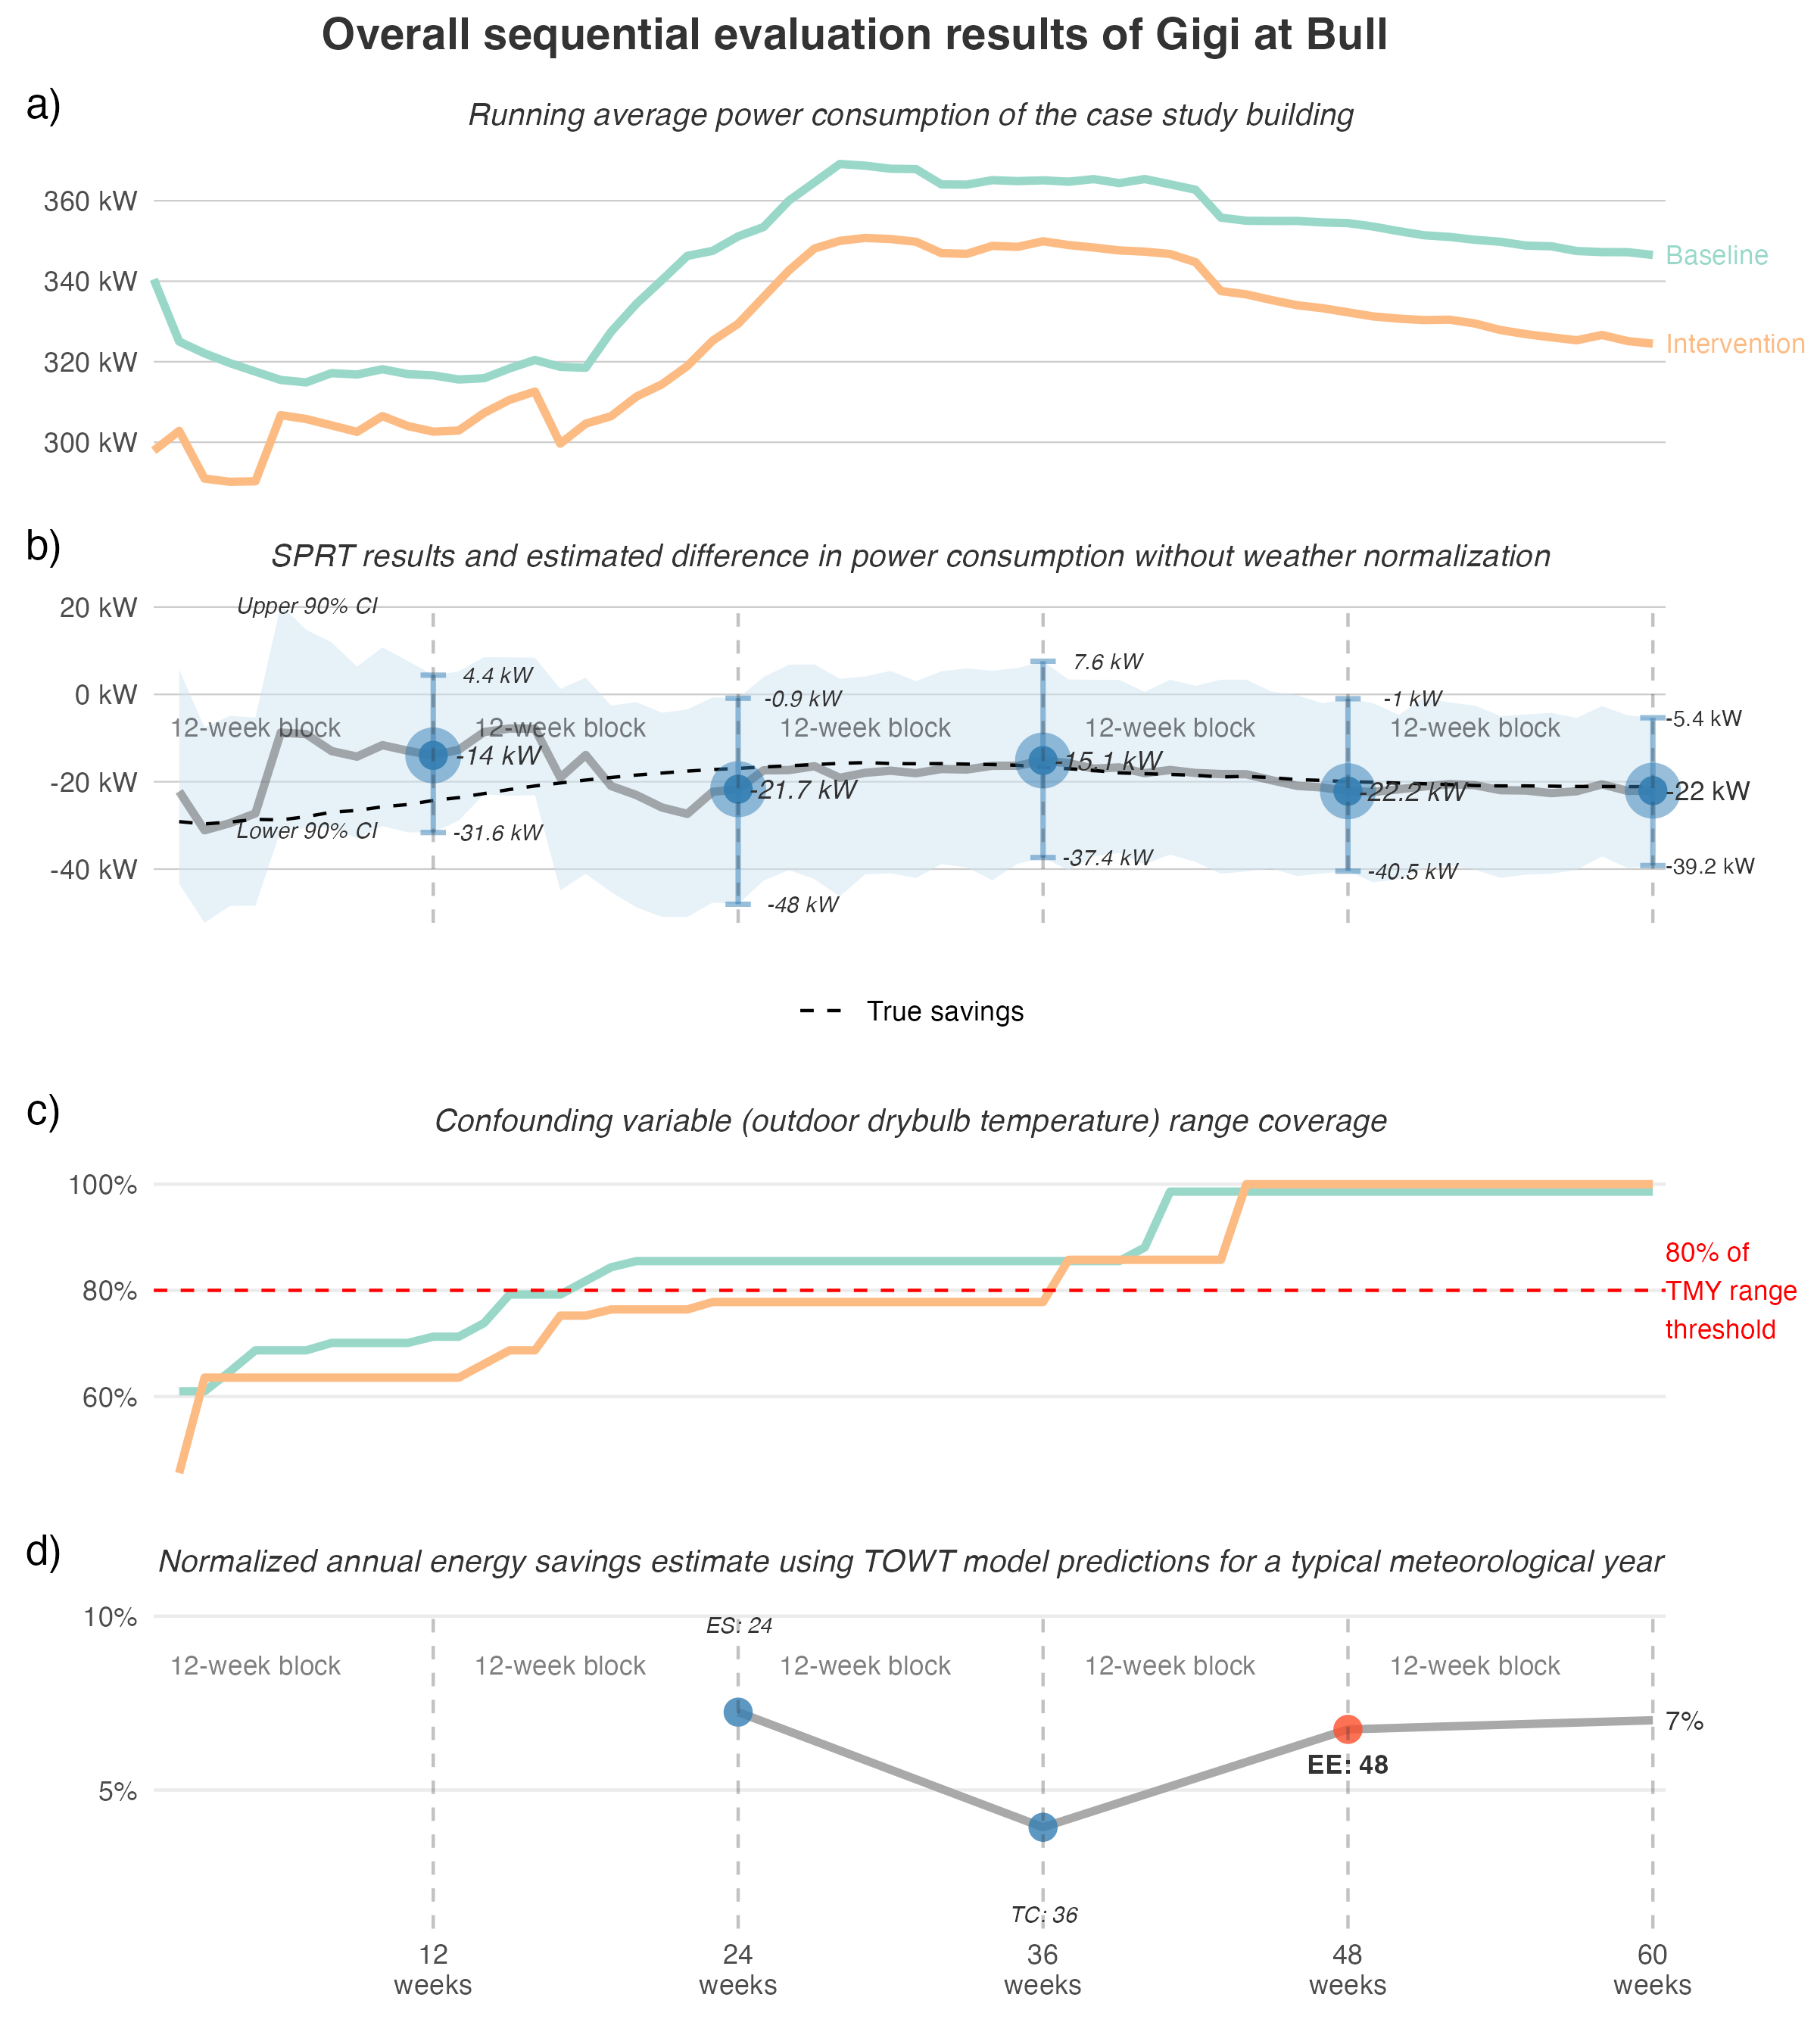 Overall sequential evaluation results of Gigi at Bull
a)
Running average power consumption of the case study building
360 kW
340 kW
320 kW
300 kW
Baseline
Intervention
b)
SPRT results and estimated difference in power consumption without weather normalization
20 kW
0 kW
-20 kW
-40 kW
Upper 90% CI
Lower 90% CI
12-week block
12-week block
12-week block
12-week block
12-week block
4.4 kW
-14 kW
-31.6 kW
-0.9 kW
-21.7 kW
-48 kW
7.6 kW
-15.1 kW
-37.4 kW
-1 kW
-22.2 kW
-40.5 kW
-5.4 kW
-22 kW
-39.2 kW
True savings
c)
Confounding variable (outdoor drybulb temperature) range coverage
100%
80%
60%
80% of
TMY range
threshold
d)
Normalized annual energy savings estimate using TOWT model predictions for a typical meteorological year
10%
5%
ES: 24
12-week block
12-week block
12-week block
12-week block
12-week block
7%
EE: 48
TC: 36
12
weeks
24
weeks
36
weeks
48
weeks
60
weeks